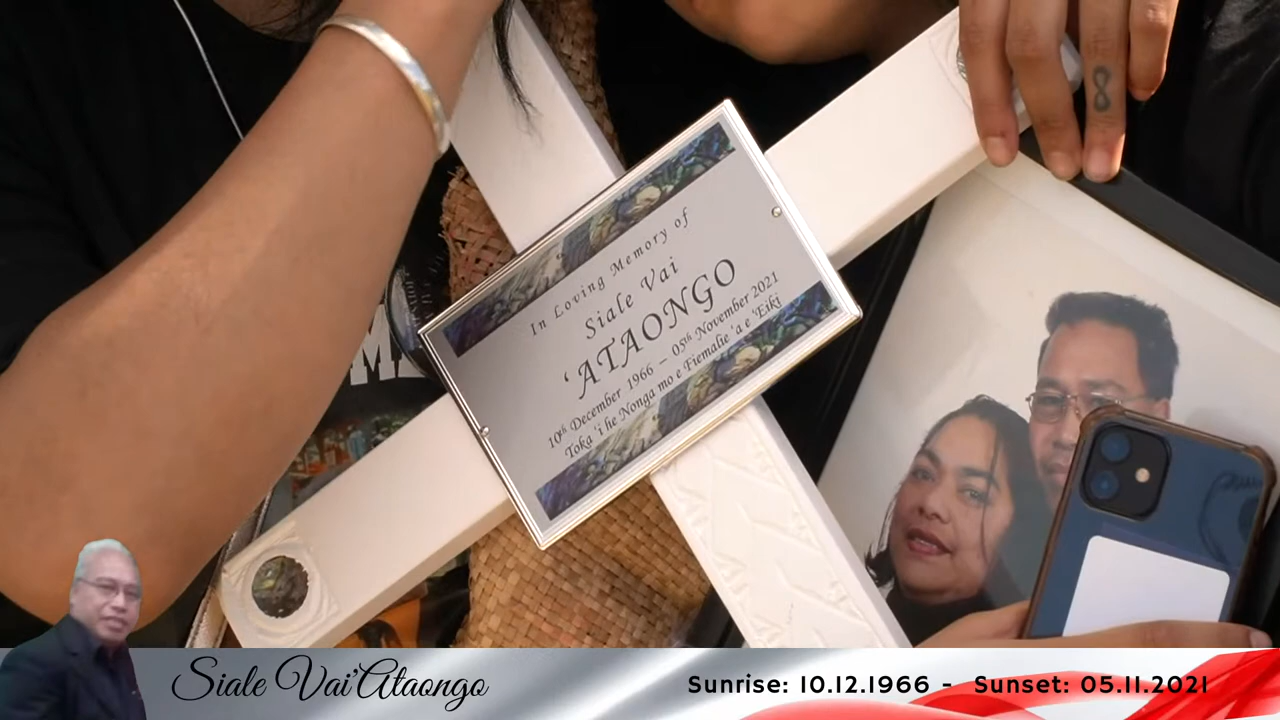 In Loving Memory of
Siale Vai
‘ATAONGO
10th December 1966 – 05th November 2021
Toka ‘i he Nonga mo e Fiemalie ‘a e ‘Eiki
Siale Vai'Ataongo
Sunrise: 10.12.1966 - Sunset: 05.11.2021